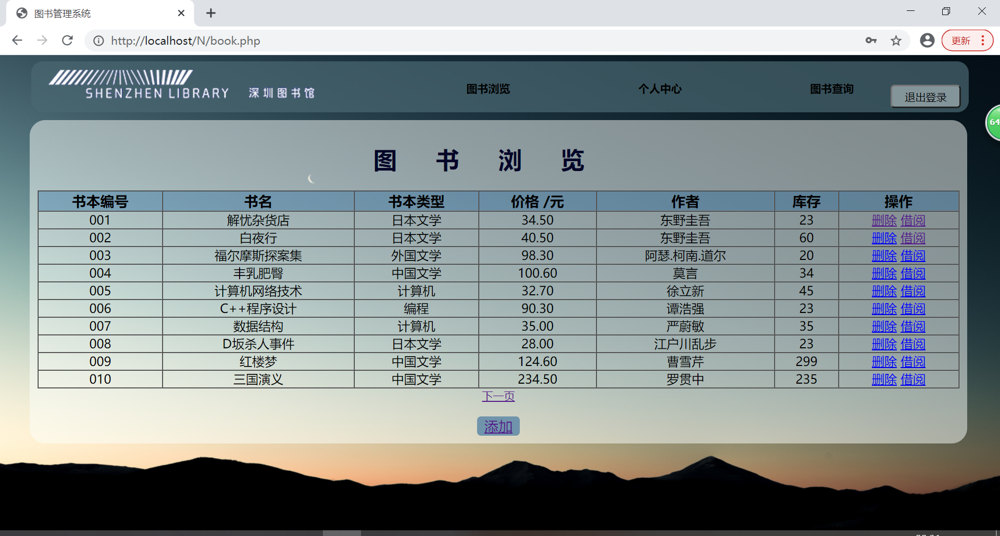 图书管理系统
http://localhost/N/book.php
更新
SHENZHEN LIBRARY 深圳图书馆
图书浏览 个人中心 图书查询 退出登录
64
图书浏览
书本编号 书名 书本类型 价格 /元 作者 库存 操作
001 解忧杂货店 日本文学 34.50 东野圭吾 23 删除 借阅
002 白夜行 日本文学 40.50 东野圭吾 60 删除 借阅
003 福尔摩斯探案集 外国文学 98.30 阿瑟.柯南.道尔 20 删除 借阅
004 丰乳肥臀 中国文学 100.60 莫言 34 删除 借阅
005 计算机网络技术 计算机 32.70 徐立新 45 删除 借阅
006 C++程序设计 编程 90.30 谭浩强 23 删除 借阅
007 数据结构 计算机 35.00 严蔚敏 35 删除 借阅
008 D坂杀人事件 日本文学 28.00 江户川乱步 23 删除 借阅
009 红楼梦 中国文学 124.60 曹雪芹 299 删除 借阅
010 三国演义 中国文学 234.50 罗贯中 235 删除 借阅
下一页
添加